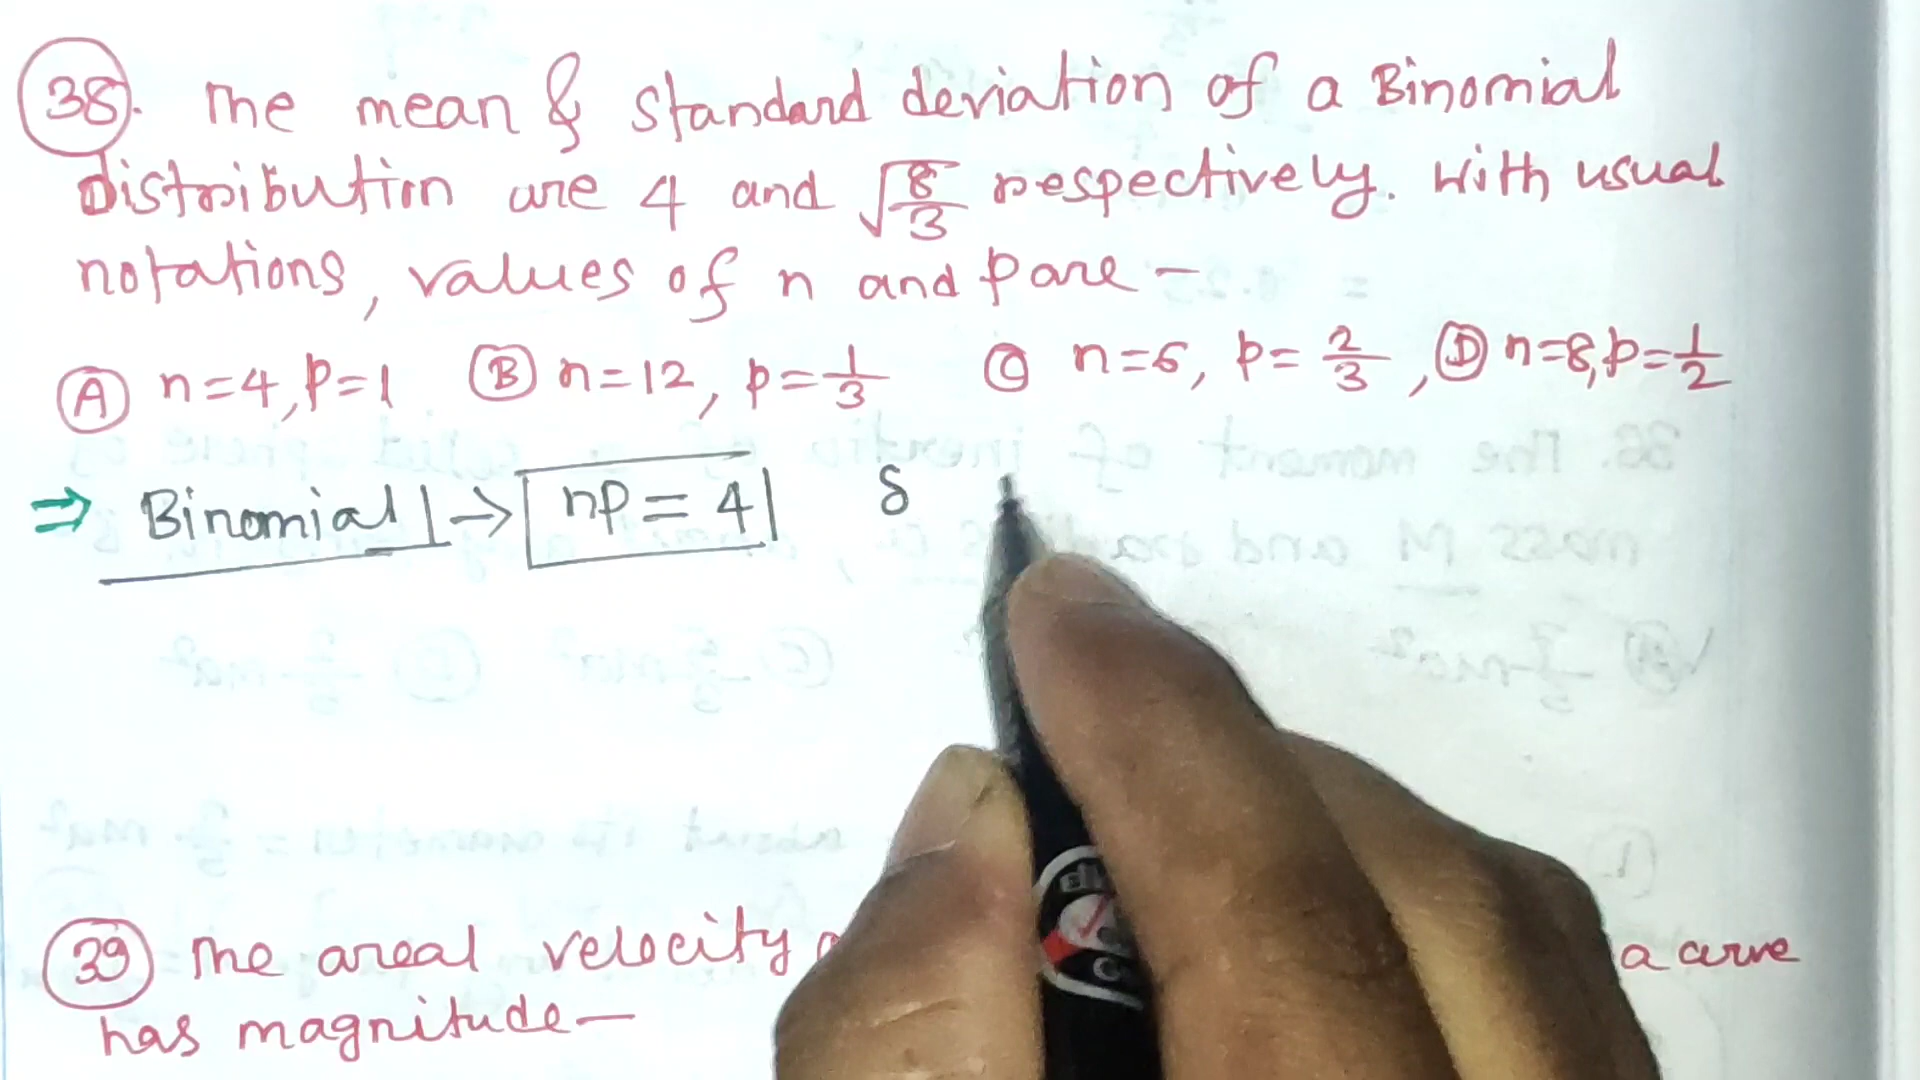 38. The mean & standard deviation of a Binomial
distribution are 4 and √8/3 respectively. With usual
notations, values of n and p are –
(A) n=4, p=1 (B) n=12, p=1/3 (C) n=6, p=2/3, (D) n=8, p=1/2
⇒ Binomial → np = 4 S
39 The areal velocity a curve
has magnitude –